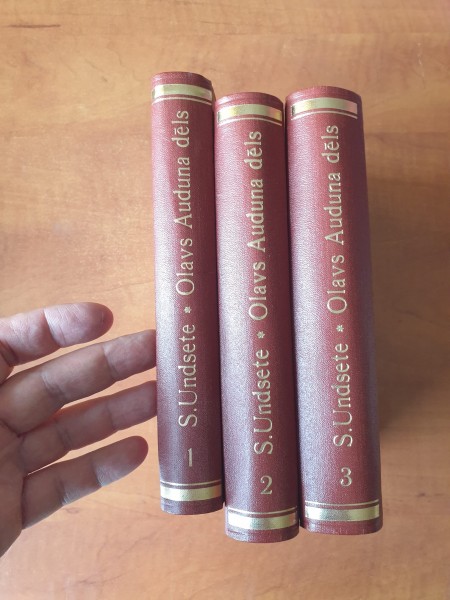 1 S.Undsete * Olavs Auduna dēls
2 S.Undsete * Olavs Auduna dēls
3 S.Undsete * Olavs Auduna dēls